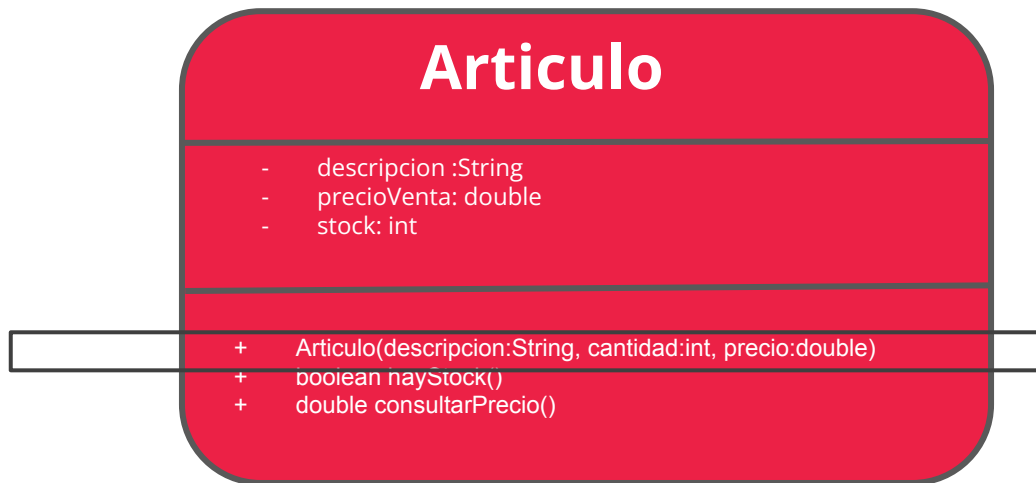 Articulo
- descripcion :String
- precioVenta: double
- stock: int
+ Articulo(descripcion:String, cantidad:int, precio:double)
+ boolean hayStock()
+ double consultarPrecio()